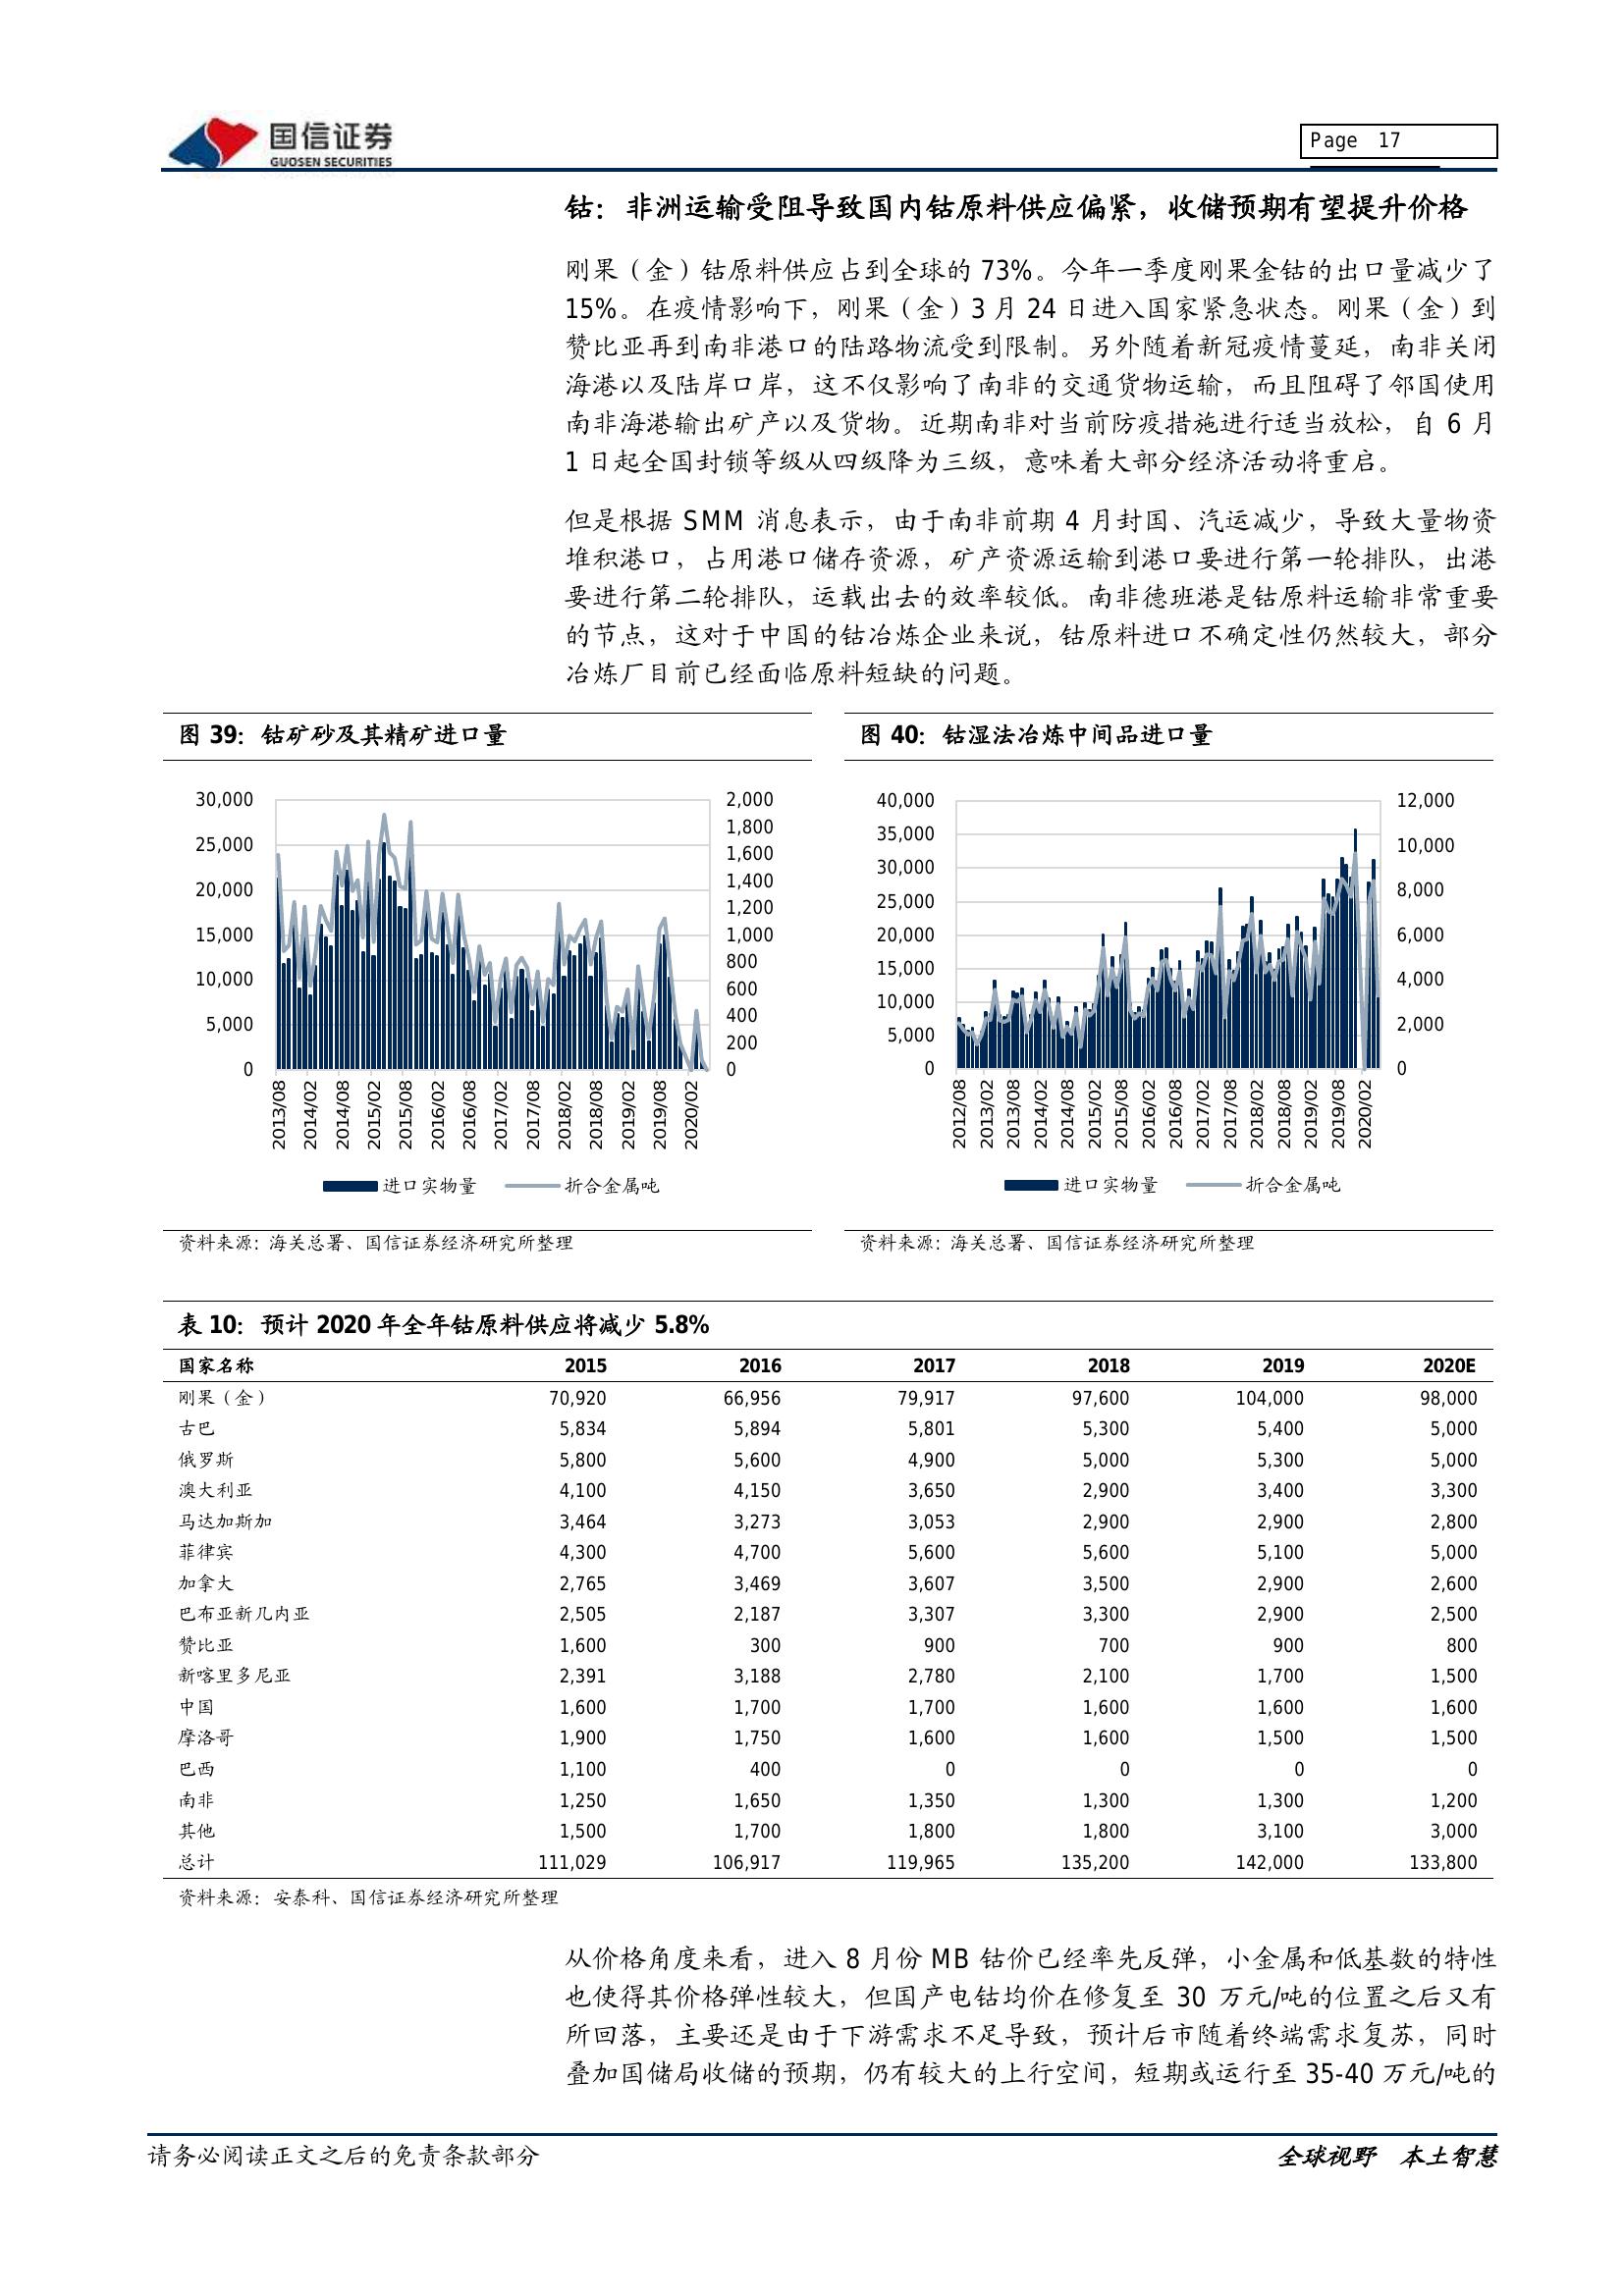 国信证券
GUOSEN SECURITIES
Page 17
钴：非洲运输受阻导致国内钴原料供应偏紧，收储预期有望提升价格
刚果（金）钴原料供应占到全球的 73%。今年一季度刚果金钴的出口量减少了
15%。在疫情影响下，刚果（金）3 月 24 日进入国家紧急状态。刚果（金）到
赞比亚再到南非港口的陆路物流受到限制。另外随着新冠疫情蔓延，南非关闭
海港以及陆岸口岸，这不仅影响了南非的交通货物运输，而且阻碍了邻国使用
南非海港输出矿产以及货物。近期南非对当前防疫措施进行适当放松，自 6 月
1 日起全国封锁等级从四级降为三级，意味着大部分经济活动将重启。
但是根据 SMM 消息表示，由于南非前期 4 月封国、汽运减少，导致大量物资
堆积港口，占用港口储存资源，矿产资源运输到港口要进行第一轮排队，出港
要进行第二轮排队，运载出去的效率较低。南非德班港是钴原料运输非常重要
的节点，这对于中国的钴冶炼企业来说，钴原料进口不确定性仍然较大，部分
冶炼厂目前已经面临原料短缺的问题。
图 39：钴矿砂及其精矿进口量
30,000
25,000
20,000
15,000
10,000
5,000
0
2,000
1,800
1,600
1,400
1,200
1,000
800
600
400
200
0
2013/08
2014/02
2014/08
2015/02
2015/08
2016/02
2016/08
2017/02
2017/08
2018/02
2018/08
2019/02
2019/08
2020/02
进口实物量 折合金属吨
资料来源：海关总署、国信证券经济研究所整理
图 40：钴湿法冶炼中间品进口量
40,000
35,000
30,000
25,000
20,000
15,000
10,000
5,000
0
12,000
10,000
8,000
6,000
4,000
2,000
0
2012/08
2013/02
2013/08
2014/02
2014/08
2015/02
2015/08
2016/02
2016/08
2017/02
2017/08
2018/02
2018/08
2019/02
2019/08
2020/02
进口实物量 折合金属吨
资料来源：海关总署、国信证券经济研究所整理
表 10：预计 2020 年全年钴原料供应将减少 5.8%
国家名称 2015 2016 2017 2018 2019 2020E
刚果（金） 70,920 66,956 79,917 97,600 104,000 98,000
古巴 5,834 5,894 5,801 5,300 5,400 5,000
俄罗斯 5,800 5,600 4,900 5,000 5,300 5,000
澳大利亚 4,100 4,150 3,650 2,900 3,400 3,300
马达加斯加 3,464 3,273 3,053 2,900 2,900 2,800
菲律宾 4,300 4,700 5,600 5,600 5,100 5,000
加拿大 2,765 3,469 3,607 3,500 2,900 2,600
巴布亚新几内亚 2,505 2,187 3,307 3,300 2,900 2,500
赞比亚 1,600 300 900 700 900 800
新喀里多尼亚 2,391 3,188 2,780 2,100 1,700 1,500
中国 1,600 1,700 1,700 1,600 1,600 1,600
摩洛哥 1,900 1,750 1,600 1,600 1,500 1,500
巴西 1,100 400 0 0 0 0
南非 1,250 1,650 1,350 1,300 1,300 1,200
其他 1,500 1,700 1,800 1,800 3,100 3,000
总计 111,029 106,917 119,965 135,200 142,000 133,800
资料来源：安泰科、国信证券经济研究所整理
从价格角度来看，进入 8 月份 MB 钴价已经率先反弹，小金属和低基数的特性
也使得其价格弹性较大，但国产电钴均价在修复至 30 万元/吨的位置之后又有
所回落，主要还是由于下游需求不足导致，预计后市随着终端需求复苏，同时
叠加国储局收储的预期，仍有较大的上行空间，短期或运行至 35-40 万元/吨的
请务必阅读正文之后的免责条款部分
全球视野 本土智慧